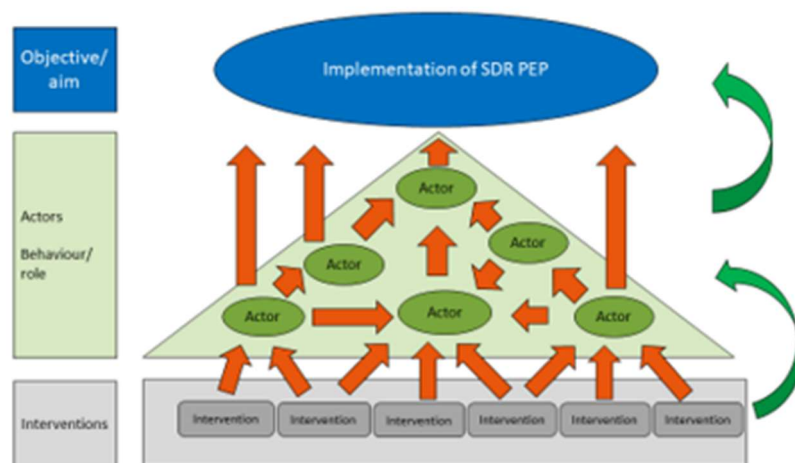 Objective/
aim
Implementation of SDR PEP
Actors
Behaviour/
role
Actor
Actor
Actor
Actor
Actor
Actor
Interventions
Intervention
Intervention
Intervention
Intervention
Intervention
Intervention